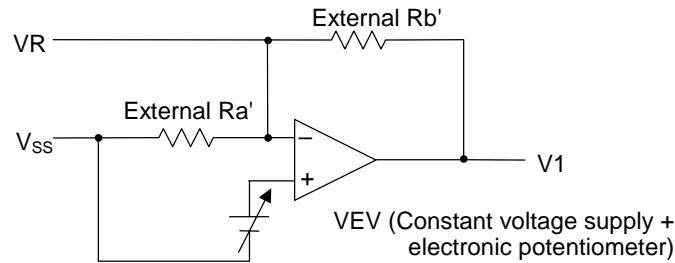 External Rb'
VR
External Ra'
VSS
−
+
V1
VEV (Constant voltage supply +
electronic potentiometer)